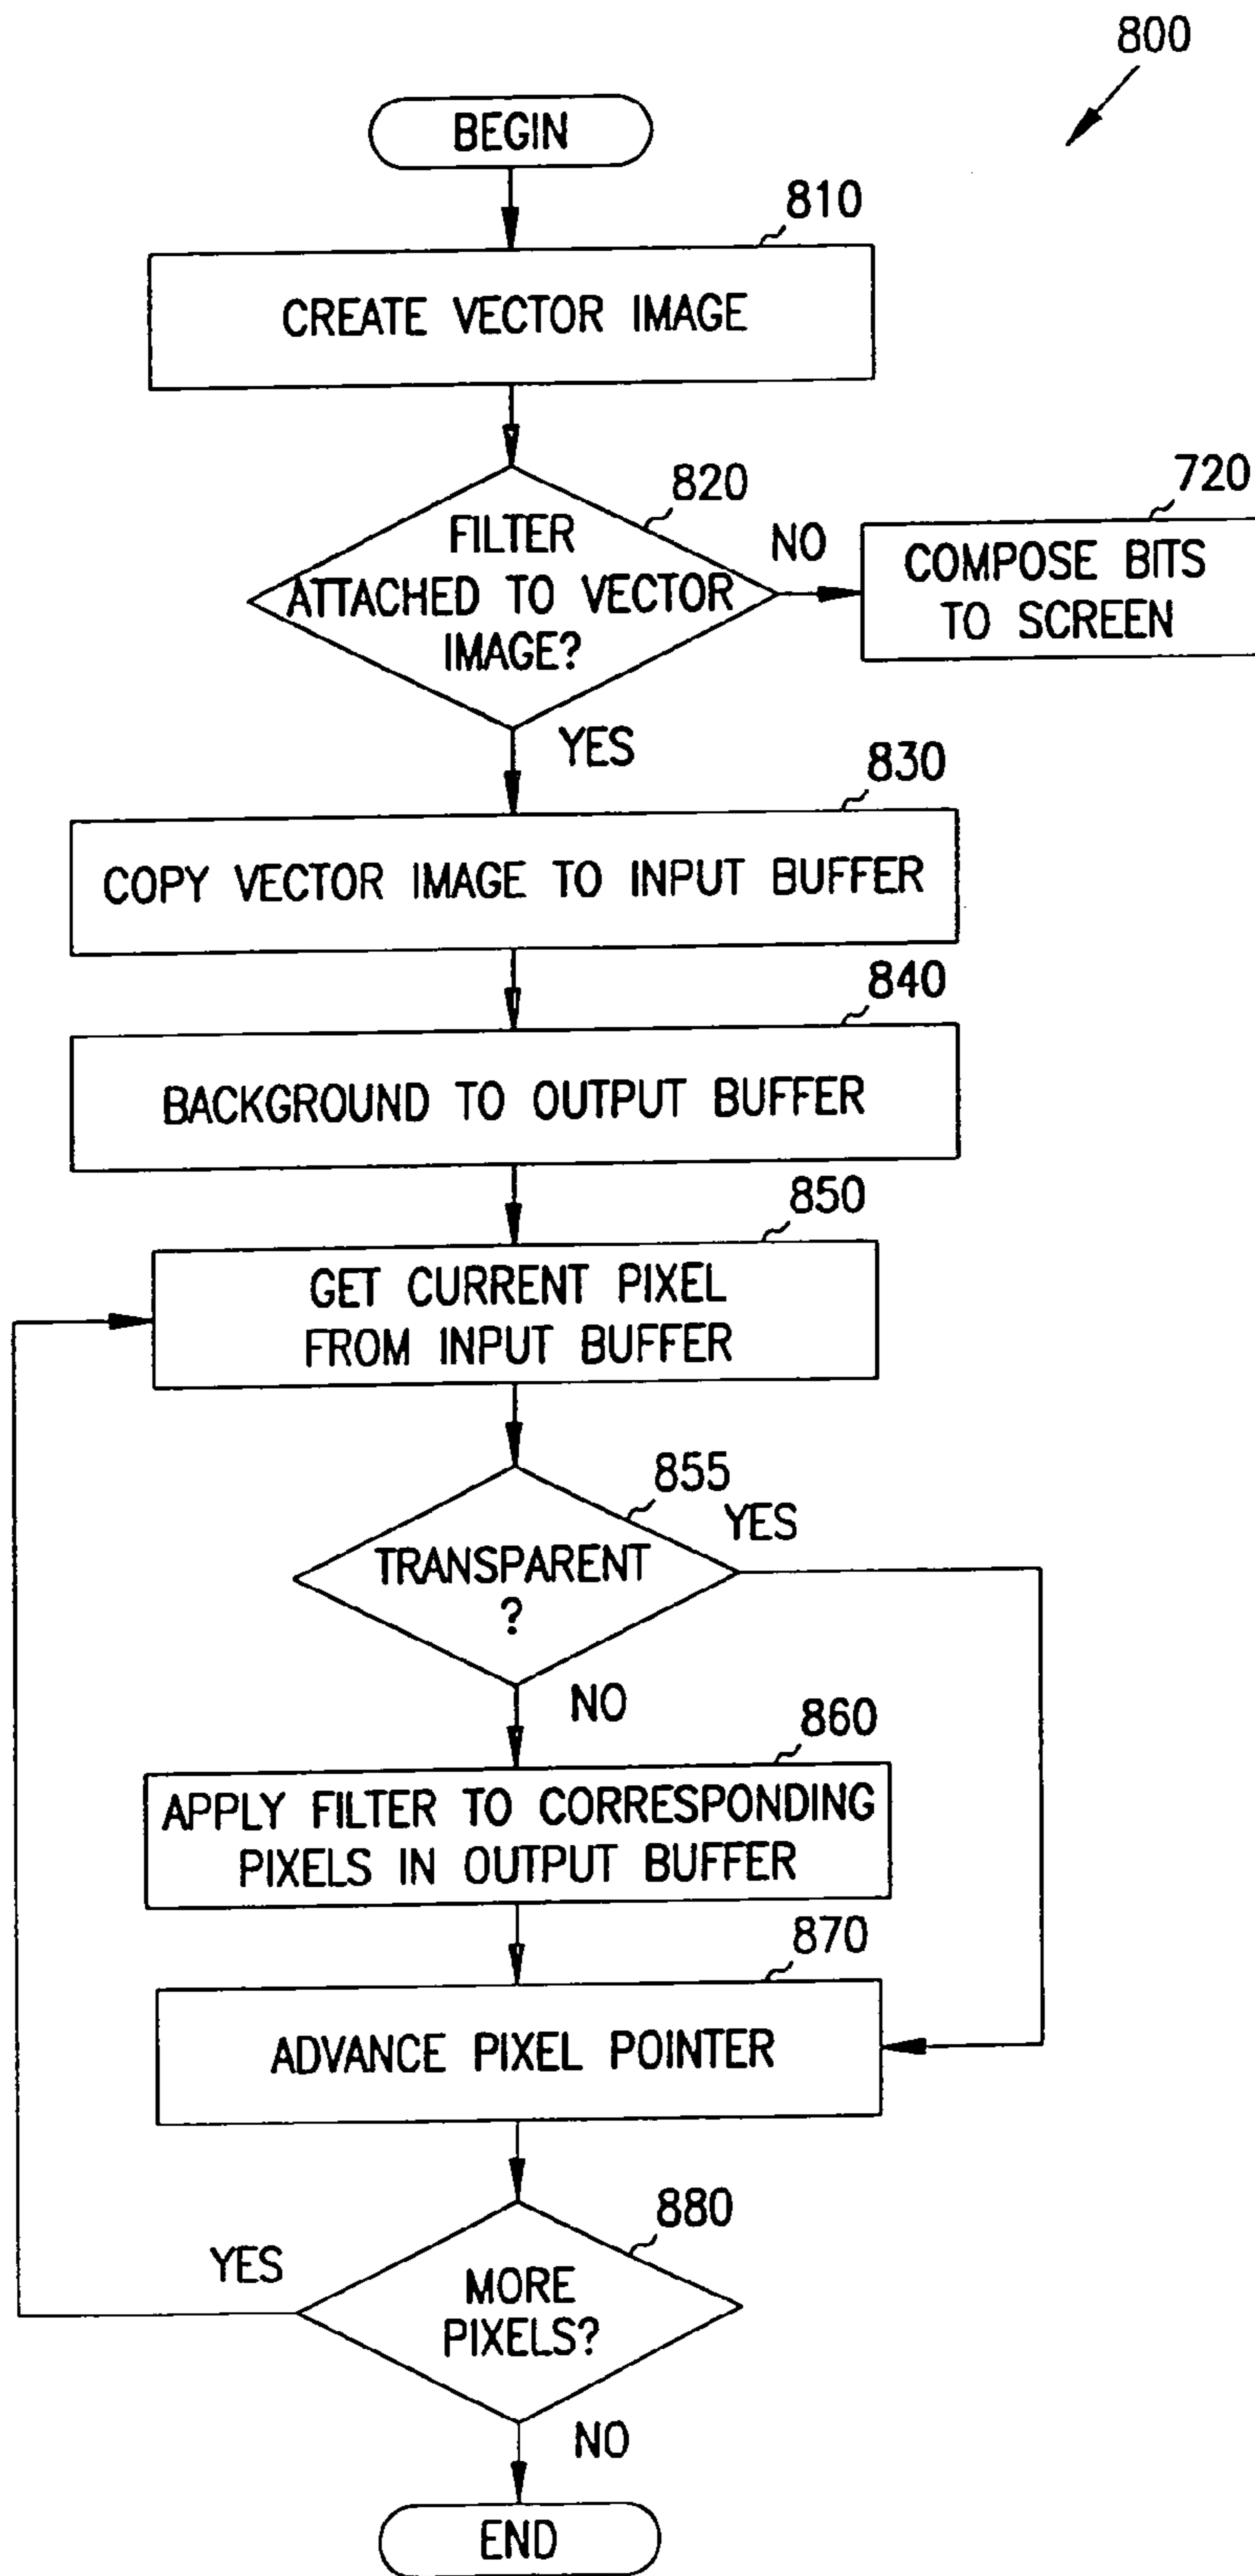 800
BEGIN
810
CREATE VECTOR IMAGE
820
FILTER
ATTACHED TO VECTOR
IMAGE?
NO
720
COMPOSE BITS
TO SCREEN
YES
830
COPY VECTOR IMAGE TO INPUT BUFFER
840
BACKGROUND TO OUTPUT BUFFER
850
GET CURRENT PIXEL
FROM INPUT BUFFER
855
YES
TRANSPARENT
?
NO
860
APPLY FILTER TO CORRESPONDING
PIXELS IN OUTPUT BUFFER
870
ADVANCE PIXEL POINTER
880
YES
MORE
PIXELS?
NO
END